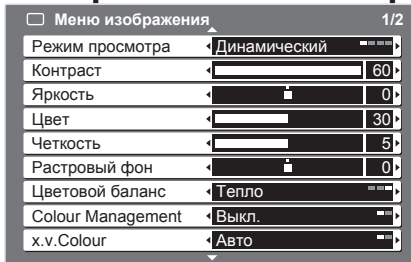 Меню изображения 1/2
Режим просмотра Динамический
Контраст 60
Яркость 0
Цвет 30
Четкость 5
Растровый фон 0
Цветовой баланс Тепло
Colour Management Выкл.
x.v.Colour Авто